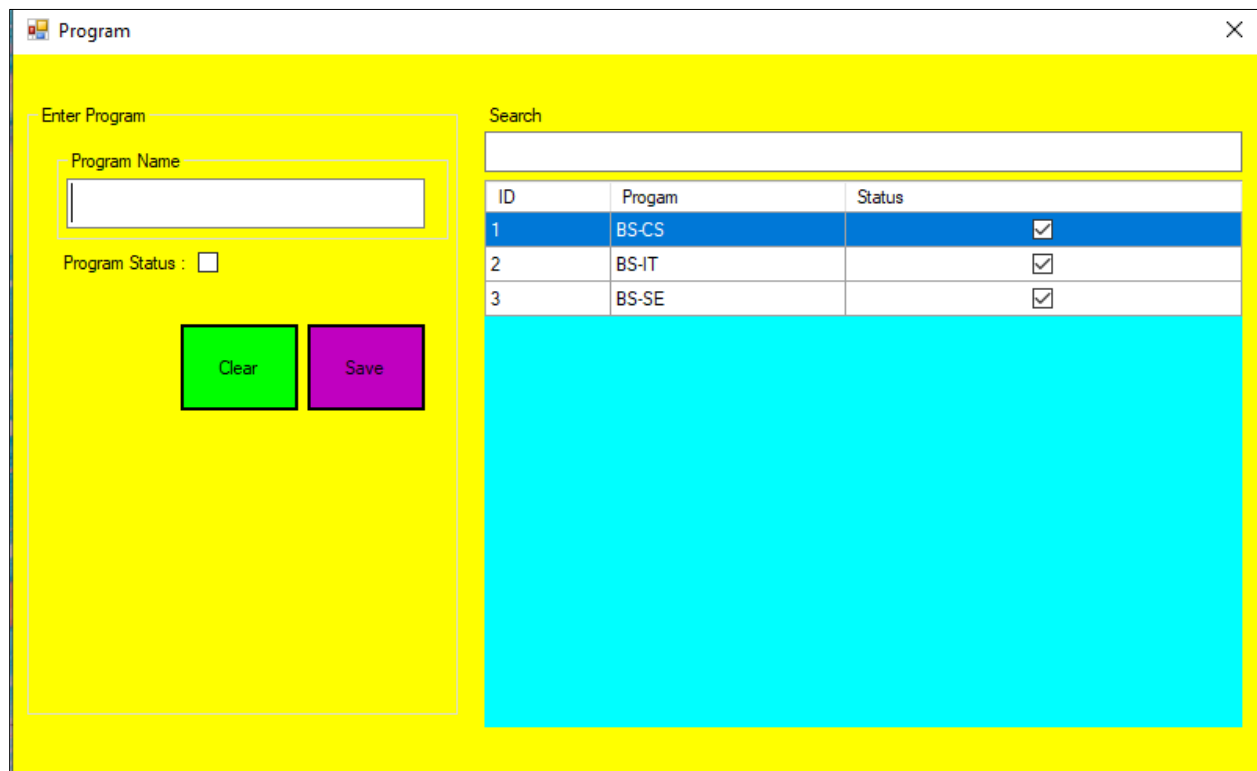 Program
Enter Program
Program Name
Program Status :
Clear Save
Search
ID Progam Status
1 BS-CS
2 BS-IT
3 BS-SE